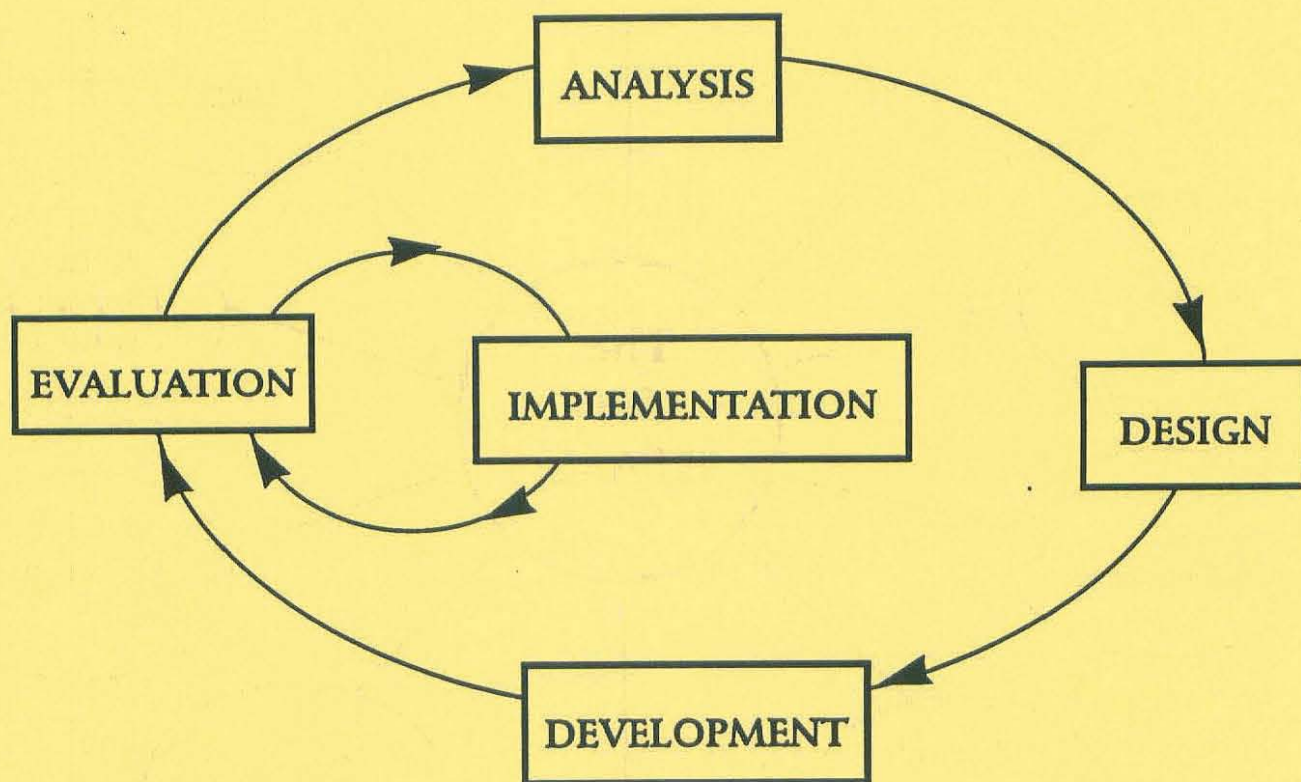 ANALYSIS
EVALUATION
IMPLEMENTATION
DESIGN
DEVELOPMENT